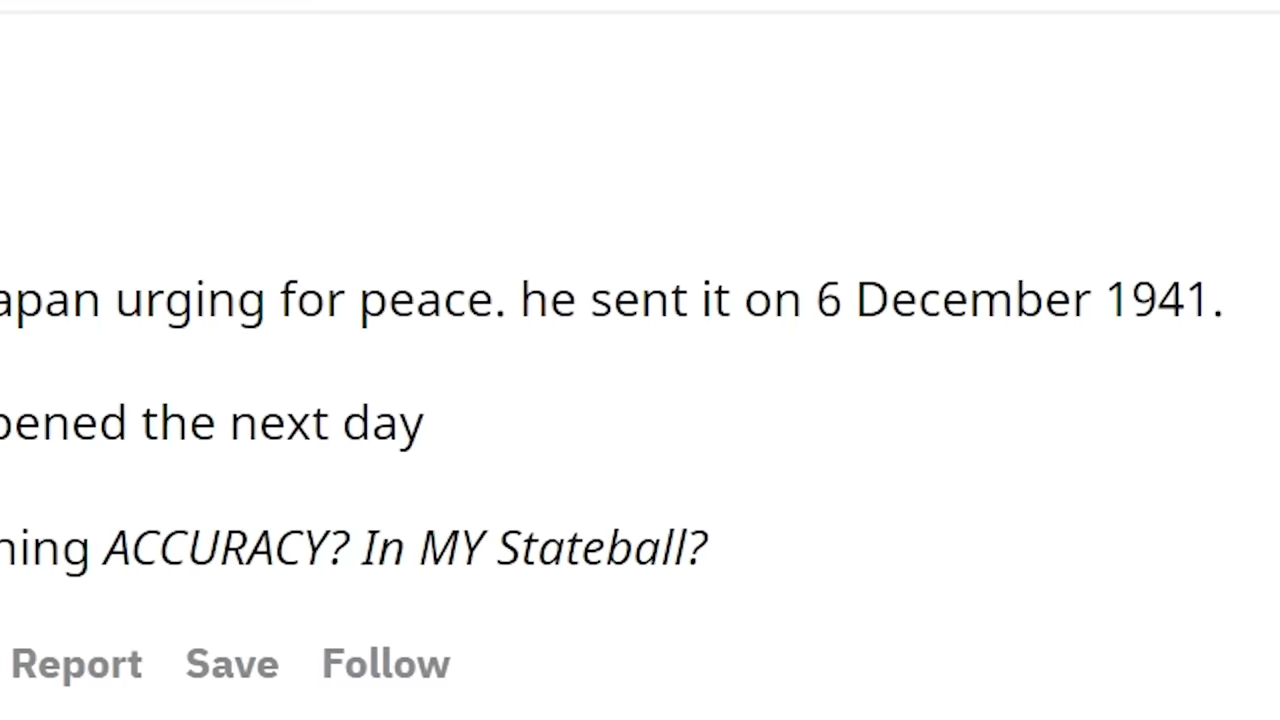 apan urging for peace. he sent it on 6 December 1941.
pened the next day
ning ACCURACY? In MY Stateball?
Report Save Follow